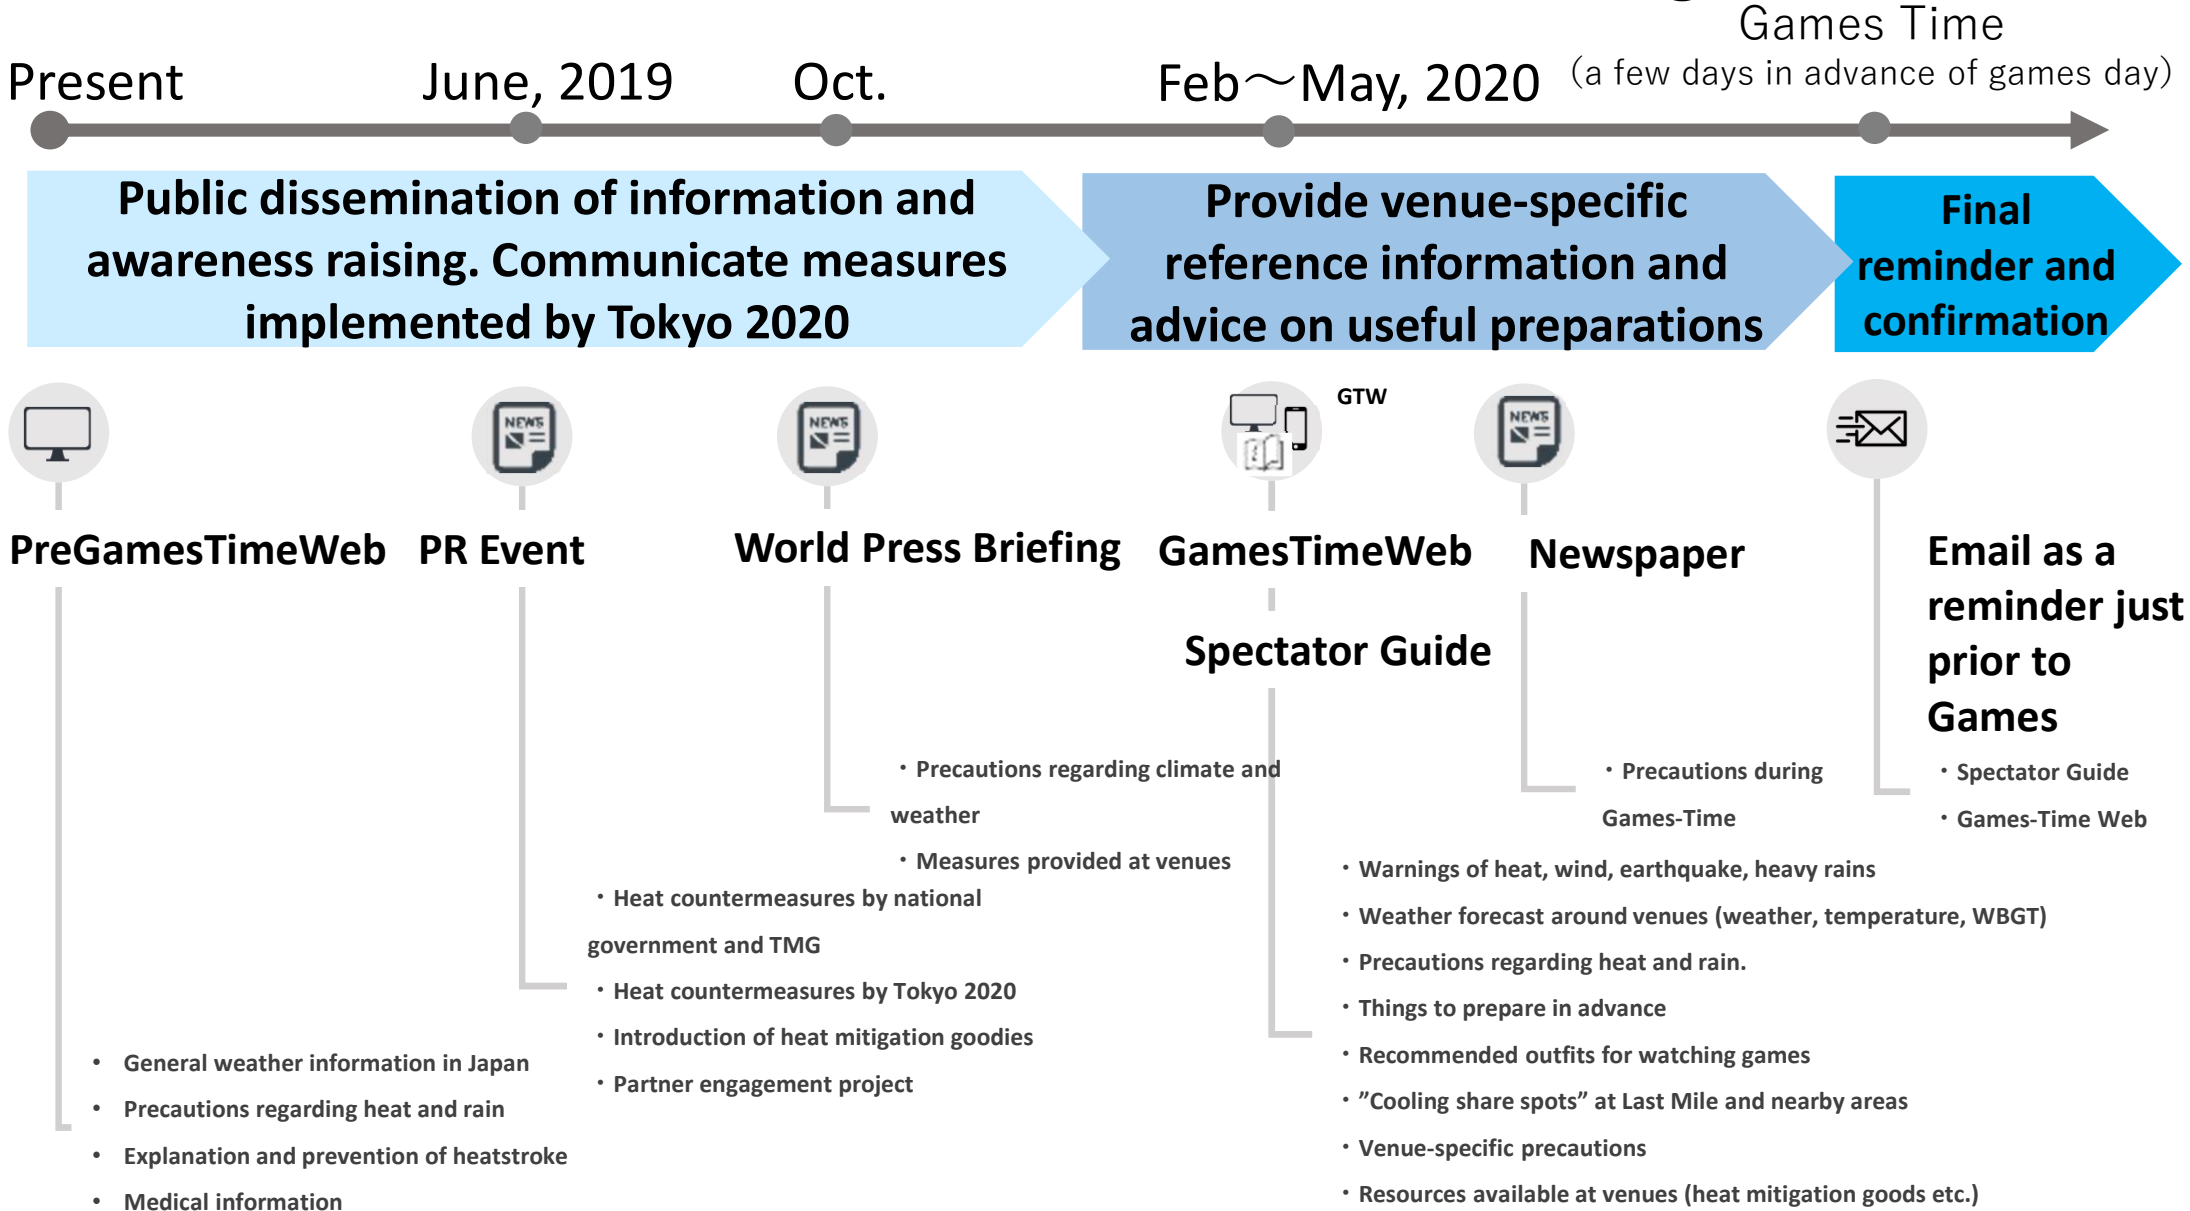 Games Time
Present
June, 2019
Oct.
Feb～May, 2020
(a few days in advance of games day)
Public dissemination of information and
awareness raising. Communicate measures
implemented by Tokyo 2020
Provide venue-specific
reference information and
advice on useful preparations
Final
reminder and
confirmation
NEWS
NEWS
GTW
NEWS
PreGamesTimeWeb
PR Event
World Press Briefing
GamesTimeWeb
Spectator Guide
Newspaper
Email as a
reminder just
prior to
Games
・Precautions regarding climate and
weather
・Measures provided at venues
・Precautions during
Games-Time
・Spectator Guide
・Games-Time Web
・Heat countermeasures by national
government and TMG
・Heat countermeasures by Tokyo 2020
・Introduction of heat mitigation goodies
・Partner engagement project
・Warnings of heat, wind, earthquake, heavy rains
・Weather forecast around venues (weather, temperature, WBGT)
・Precautions regarding heat and rain.
・Things to prepare in advance
・Recommended outfits for watching games
・”Cooling share spots” at Last Mile and nearby areas
・Venue-specific precautions
・Resources available at venues (heat mitigation goods etc.)
• General weather information in Japan
• Precautions regarding heat and rain
• Explanation and prevention of heatstroke
• Medical information